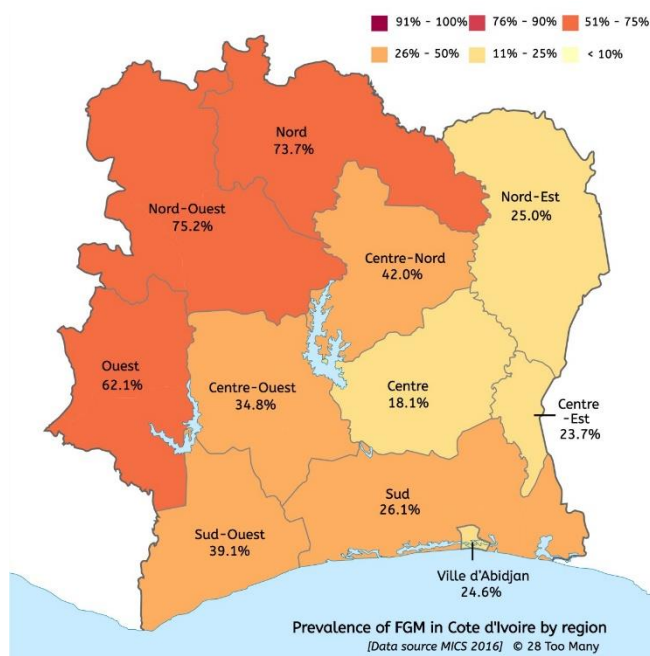 91% - 100%
76% - 90%
51% - 75%
26% - 50%
11% - 25%
< 10%
Nord
73.7%
Nord-Est
25.0%
Nord-Ouest
75.2%
Centre-Nord
42.0%
Ouest
62.1%
Centre-Ouest
34.8%
Centre
18.1%
Centre
-Est
23.7%
Sud
26.1%
Sud-Ouest
39.1%
Ville d'Abidjan
24.6%
Prevalence of FGM in Cote d'Ivoire by region
[Data source MICS 2016] © 28 Too Many